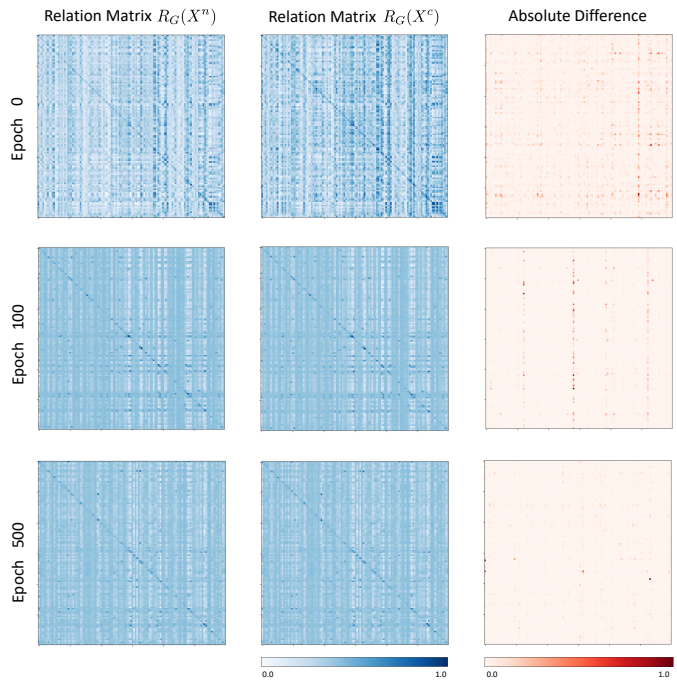 Relation Matrix R_G(X^n) Relation Matrix R_G(X^c) Absolute Difference
Epoch 0
Epoch 100
Epoch 500
0.0 1.0 0.0 1.0